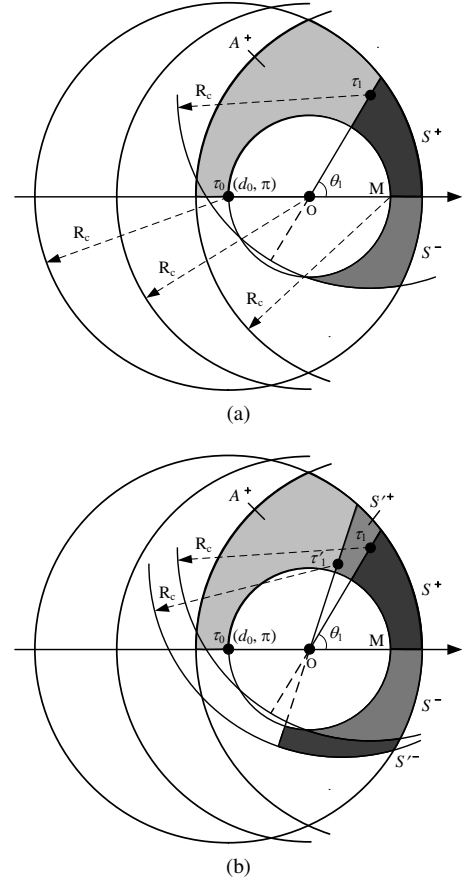 A⁺
R_c
τ₁
S⁺
τ₀ (d₀, π)
θ₁
M
O
S⁻
R_c
R_c
R_c
(a)
A⁺
S'⁺
R_c
τ'₁
τ₁
R_c
S⁺
τ₀ (d₀, π)
θ₁
M
O
S⁻
S'⁻
(b)